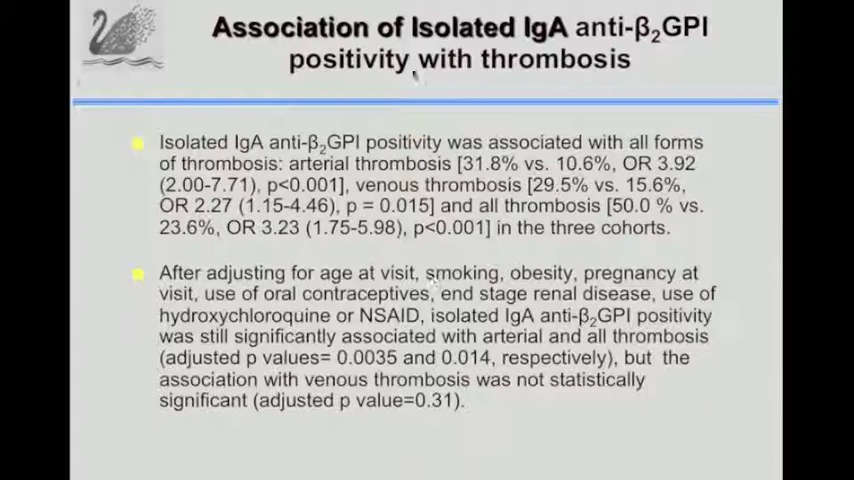 Association of Isolated IgA anti-β₂GPI
positivity with thrombosis
Isolated IgA anti-β₂GPI positivity was associated with all forms
of thrombosis: arterial thrombosis [31.8% vs. 10.6%, OR 3.92
(2.00-7.71), p<0.001], venous thrombosis [29.5% vs. 15.6%,
OR 2.27 (1.15-4.46), p = 0.015] and all thrombosis [50.0 % vs.
23.6%, OR 3.23 (1.75-5.98), p<0.001] in the three cohorts.
After adjusting for age at visit, smoking, obesity, pregnancy at
visit, use of oral contraceptives, end stage renal disease, use of
hydroxychloroquine or NSAID, isolated IgA anti-β₂GPI positivity
was still significantly associated with arterial and all thrombosis
(adjusted p values= 0.0035 and 0.014, respectively), but the
association with venous thrombosis was not statistically
significant (adjusted p value=0.31).